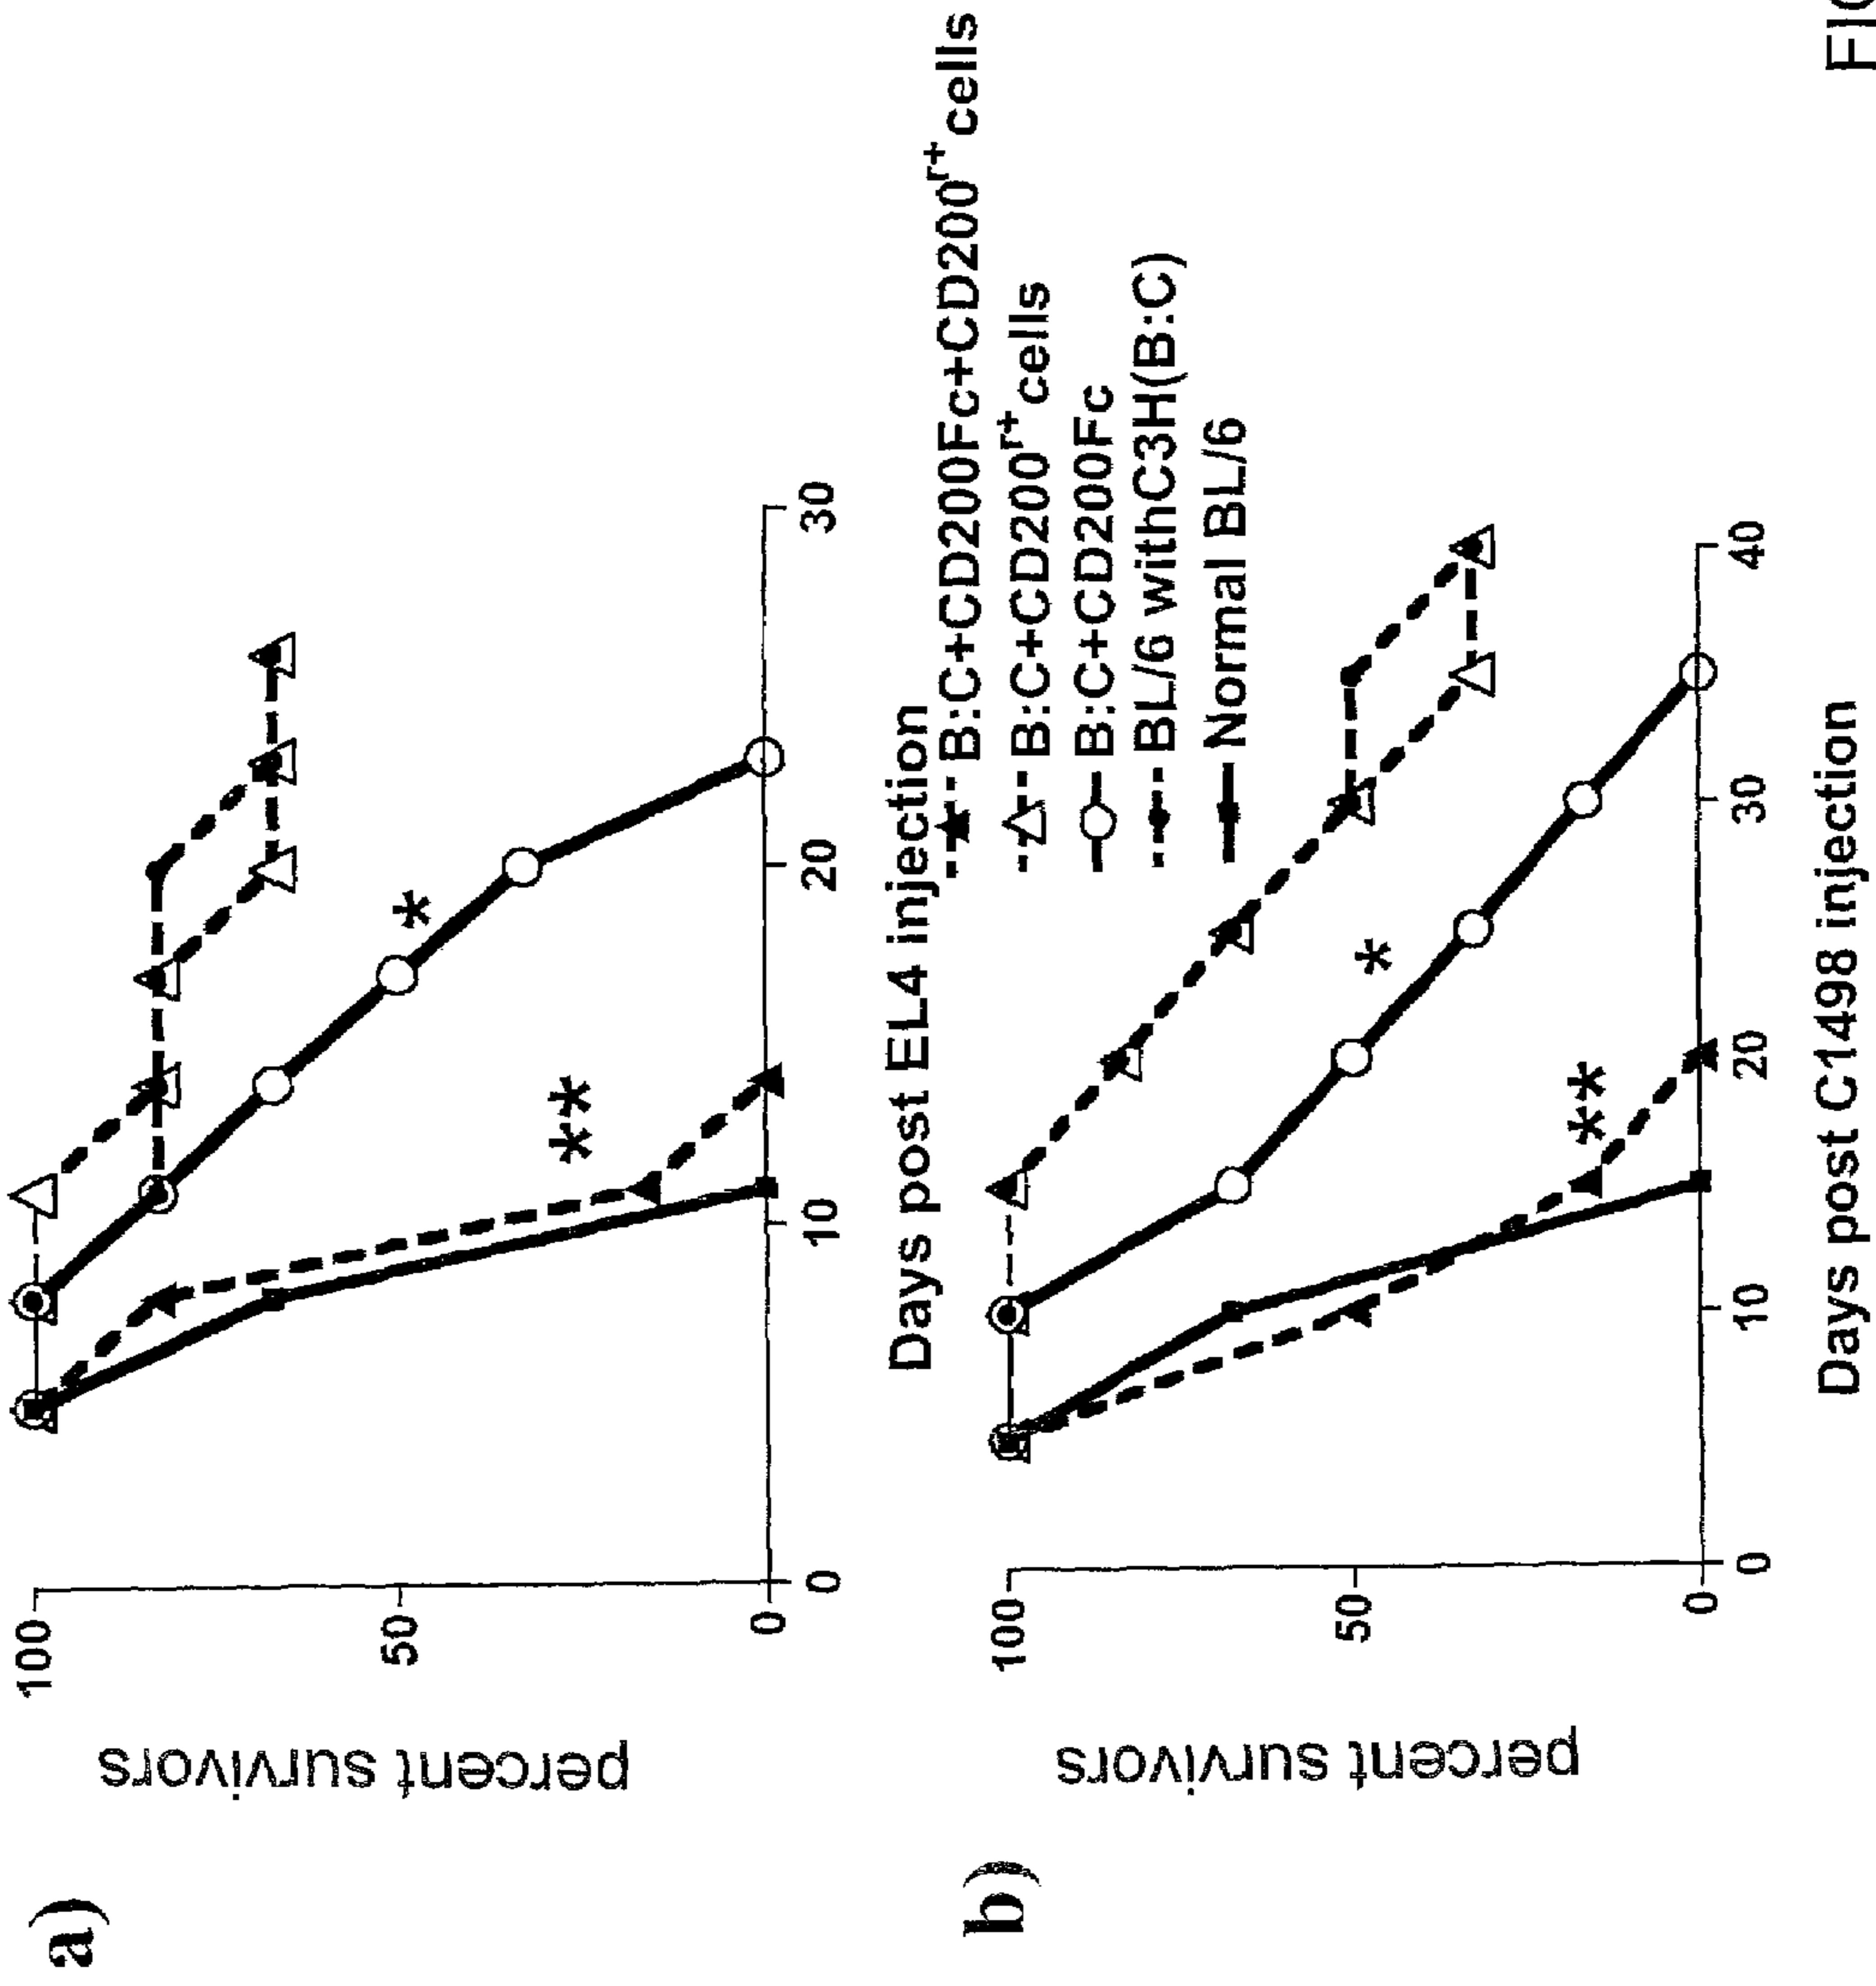 a)
percent survivors
100
50
0
0
10
20
30
*
**
Days post EL4 injection
B:C+CD200Fc+CD200r+ cells
B:C+CD200r+ cells
B:C+CD200Fc
BL/6 withC3H(B:C)
Normal BL/6
b)
percent survivors
100
50
0
0
10
20
30
40
*
**
Days post C1498 injection